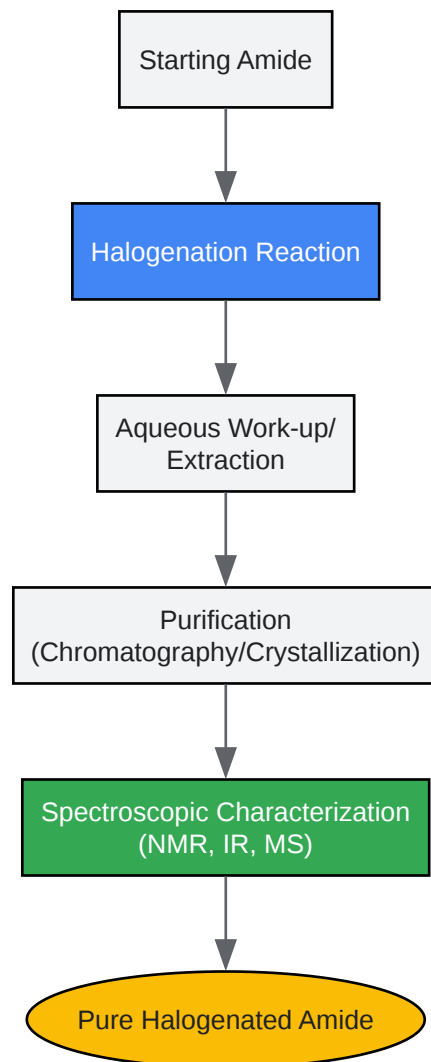 Starting Amide
Halogenation Reaction
Aqueous Work-up/
Extraction
Purification
(Chromatography/Crystallization)
Spectroscopic Characterization
(NMR, IR, MS)
Pure Halogenated Amide